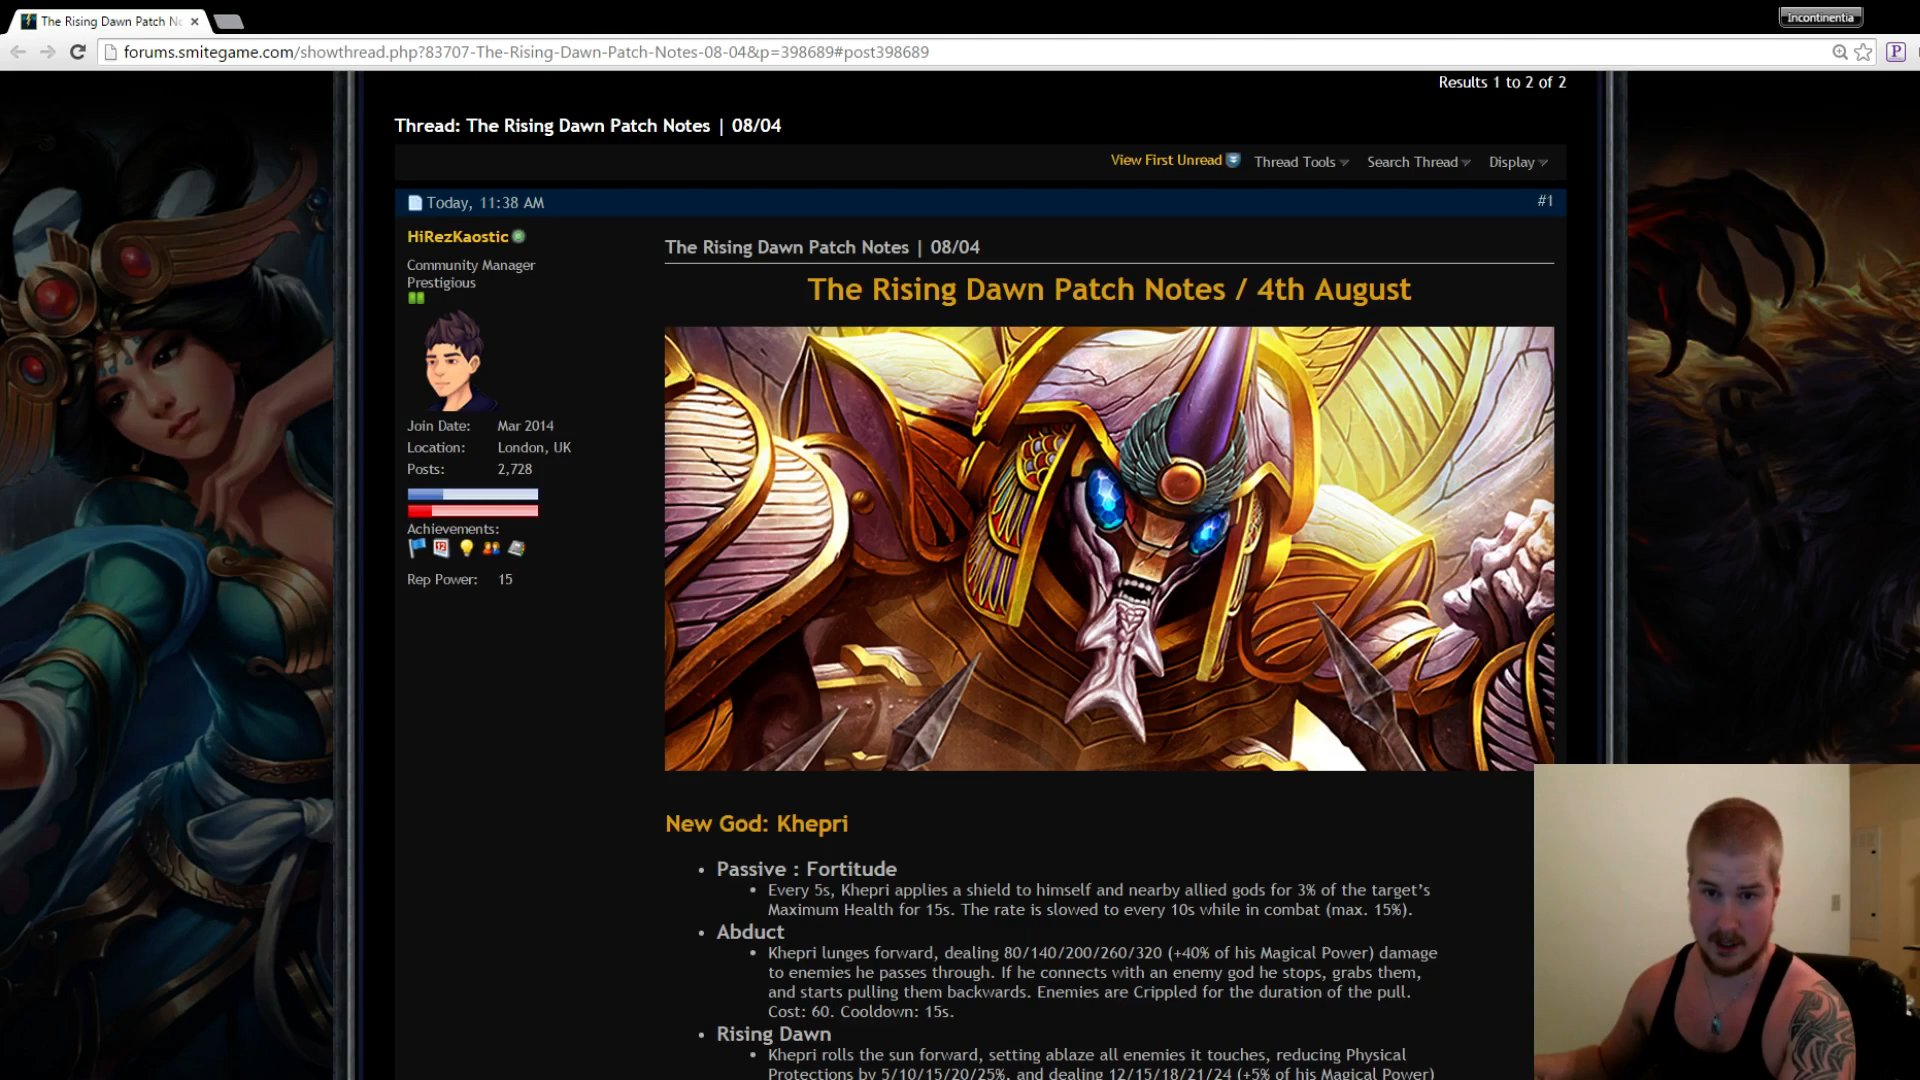 The Rising Dawn Patch No
Incontinentia
forums.smitegame.com/showthread.php?83707-The-Rising-Dawn-Patch-Notes-08-04&p=398689#post398689
P
Results 1 to 2 of 2
Thread: The Rising Dawn Patch Notes | 08/04
View First Unread Thread Tools Search Thread Display
Today, 11:38 AM #1
HiRezKaostic
Community Manager
Prestigious
Join Date: Mar 2014
Location: London, UK
Posts: 2,728
Achievements:
12
Rep Power: 15
The Rising Dawn Patch Notes | 08/04
The Rising Dawn Patch Notes / 4th August
New God: Khepri
• Passive : Fortitude
• Every 5s, Khepri applies a shield to himself and nearby allied gods for 3% of the target’s
Maximum Health for 15s. The rate is slowed to every 10s while in combat (max. 15%).
• Abduct
• Khepri lunges forward, dealing 80/140/200/260/320 (+40% of his Magical Power) damage
to enemies he passes through. If he connects with an enemy god he stops, grabs them,
and starts pulling them backwards. Enemies are Crippled for the duration of the pull.
Cost: 60. Cooldown: 15s.
• Rising Dawn
• Khepri rolls the sun forward, setting ablaze all enemies it touches, reducing Physical
Protections by 5/10/15/20/25%, and dealing 12/15/18/21/24 (+5% of his Magical Power)